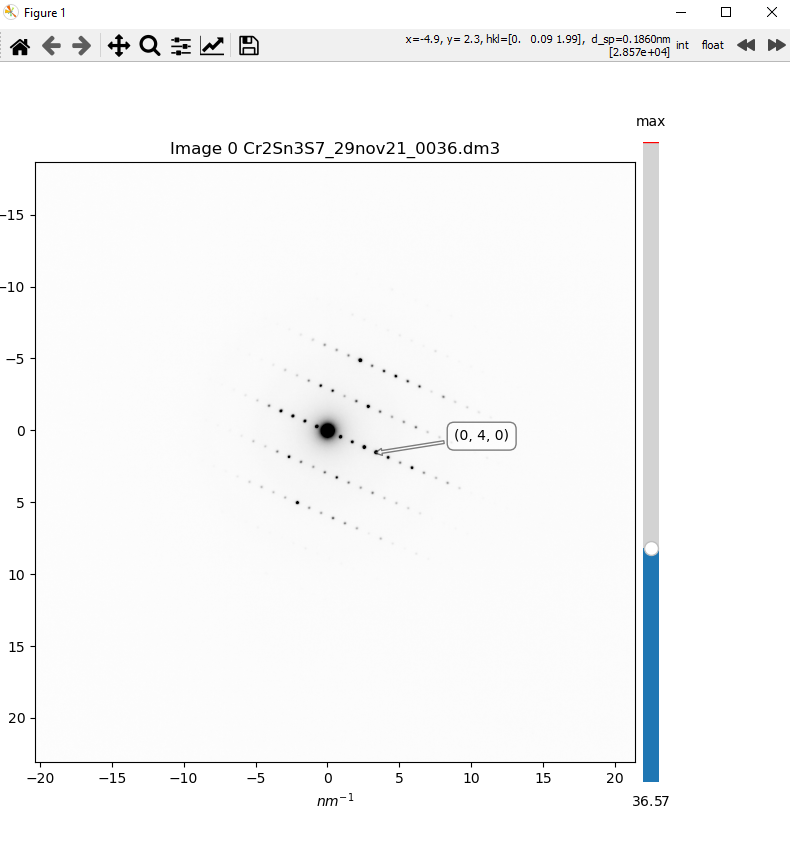 Figure 1
x=-4.9, y= 2.3, hkl=[0. 0.09 1.99], d_sp=0.1860nm
[2.857e+04]
int float
max
Image 0 Cr2Sn3S7_29nov21_0036.dm3
−15
−10
−5
0
5
10
15
20
(0, 4, 0)
−20 −15 −10 −5 0 5 10 15 20
nm⁻¹
36.57